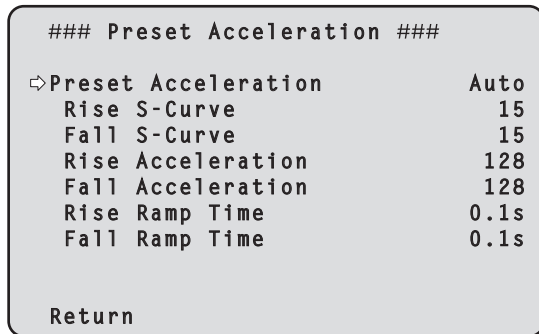 ### Preset Acceleration ###
⇨Preset Acceleration Auto
Rise S-Curve 15
Fall S-Curve 15
Rise Acceleration 128
Fall Acceleration 128
Rise Ramp Time 0.1s
Fall Ramp Time 0.1s
Return